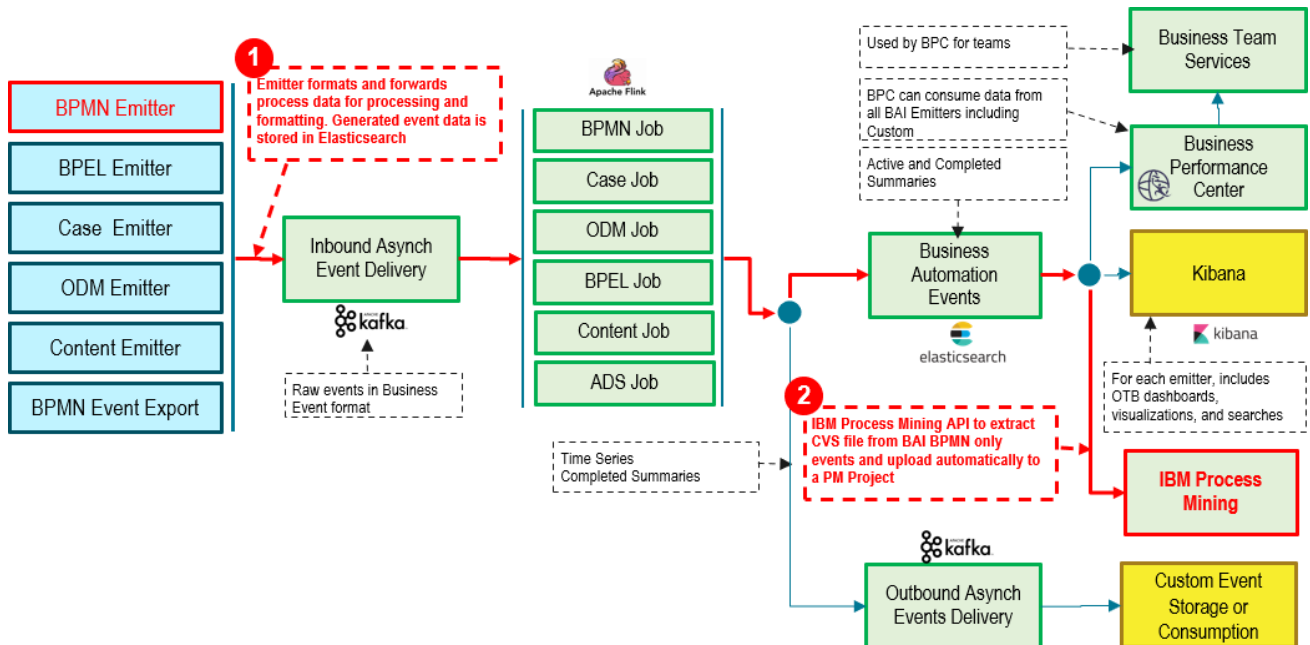 1
Emitter formats and forwards
process data for processing and
formatting. Generated event data is
stored in Elasticsearch
BPMN Emitter
BPEL Emitter
Case  Emitter
ODM Emitter
Content Emitter
BPMN Event Export
Inbound Asynch
Event Delivery
kafka.
Raw events in Business
Event format
Apache Flink
BPMN Job
Case Job
ODM Job
BPEL Job
Content Job
ADS Job
Time Series
Completed Summaries
Used by BPC for teams
BPC can consume data from
all BAI Emitters including
Custom
Active and Completed
Summaries
Business
Automation
Events
elasticsearch
2
IBM Process Mining API to extract
CVS file from BAI BPMN only
events and upload automatically to
a PM Project
kafka.
Outbound Asynch
Events Delivery
Business Team
Services
Business
Performance
Center
Kibana
kibana
For each emitter, includes
OTB dashboards,
visualizations, and searches
IBM Process
Mining
Custom Event
Storage or
Consumption